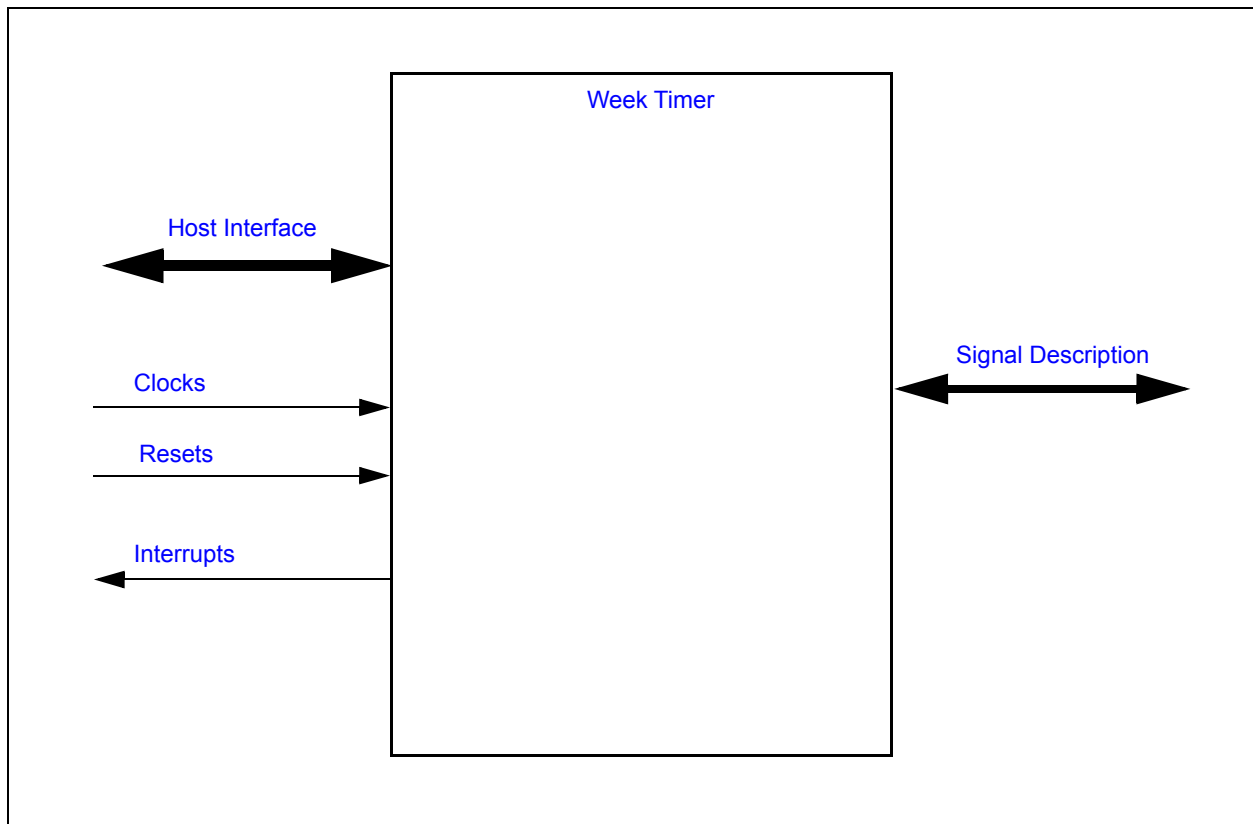 Week Timer
Host Interface
Signal Description
Clocks
Resets
Interrupts